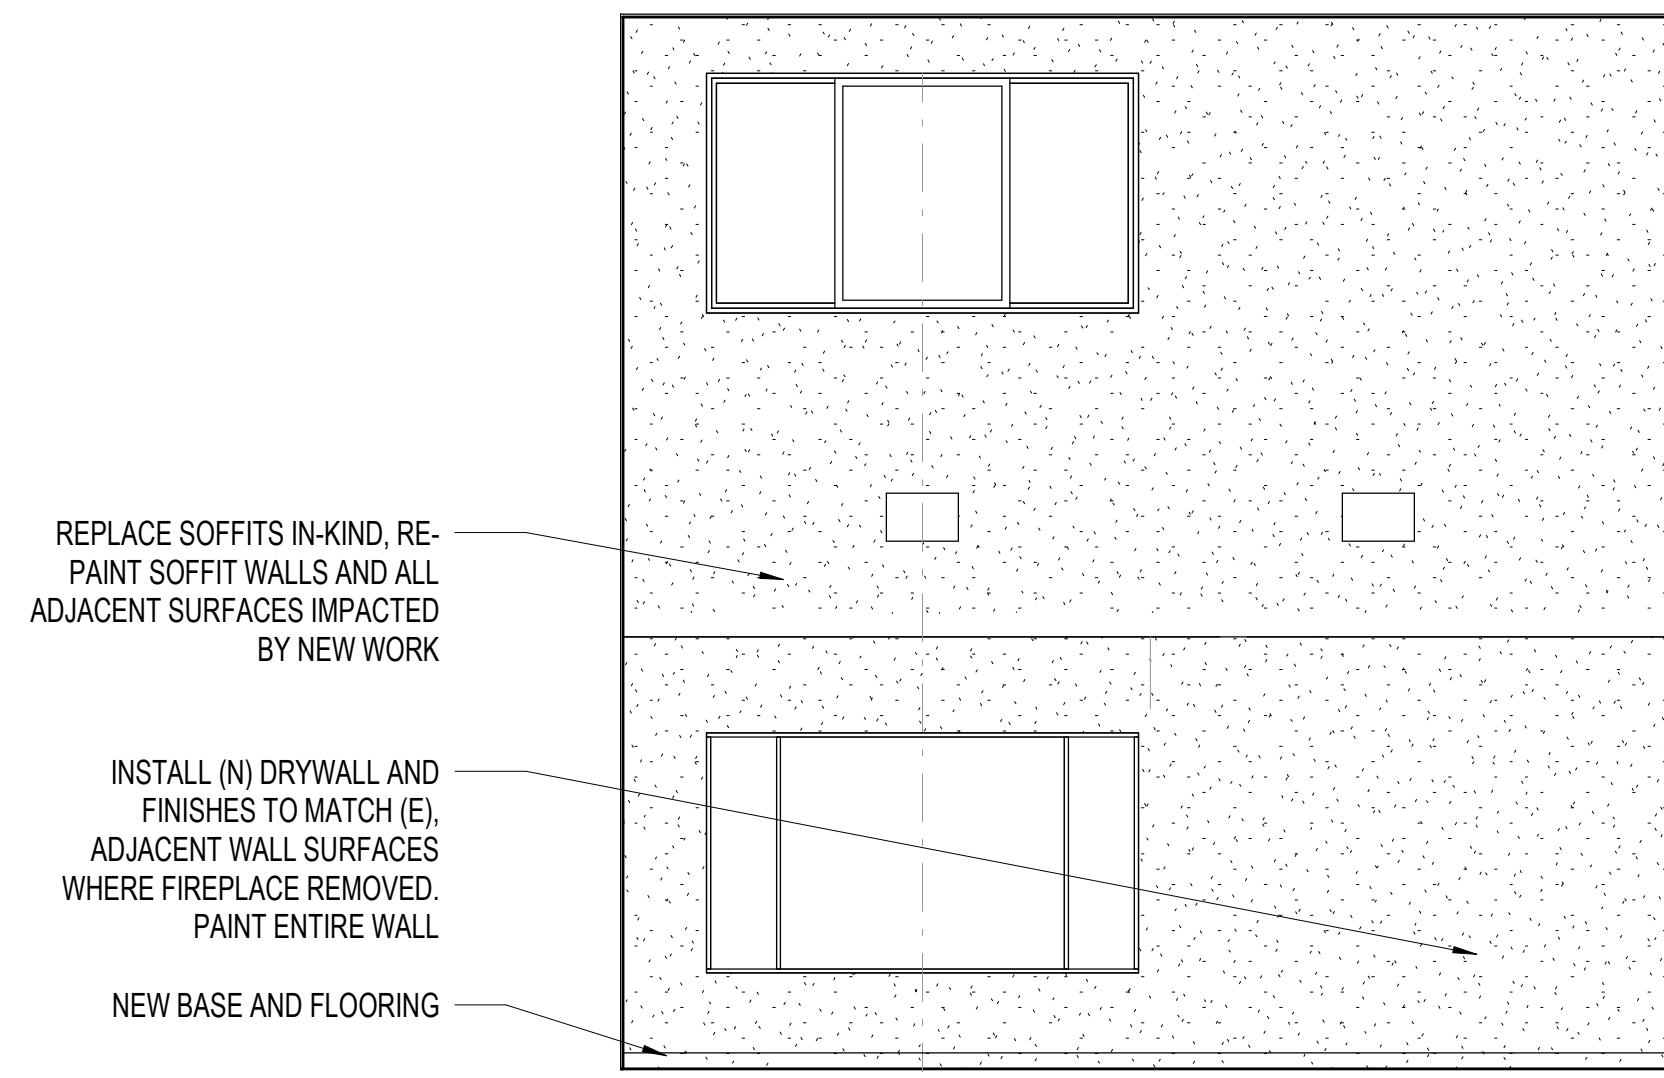 REPLACE SOFFITS IN-KIND, RE-
PAINT SOFFIT WALLS AND ALL
ADJACENT SURFACES IMPACTED
BY NEW WORK
INSTALL (N) DRYWALL AND
FINISHES TO MATCH (E),
ADJACENT WALL SURFACES
WHERE FIREPLACE REMOVED.
PAINT ENTIRE WALL
NEW BASE AND FLOORING